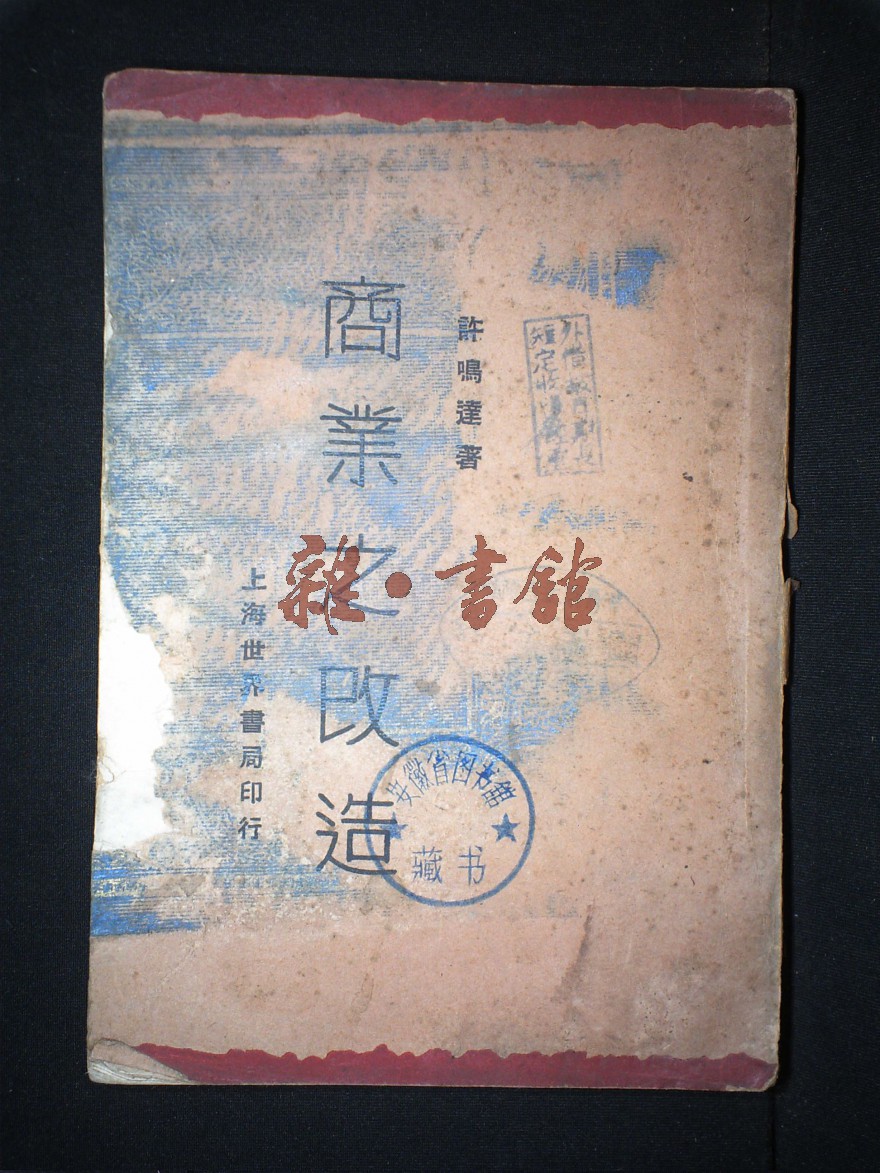 許鳴達著
商業之改造
上海世界書局印行
雜·書館
安徽省图书舘
藏书